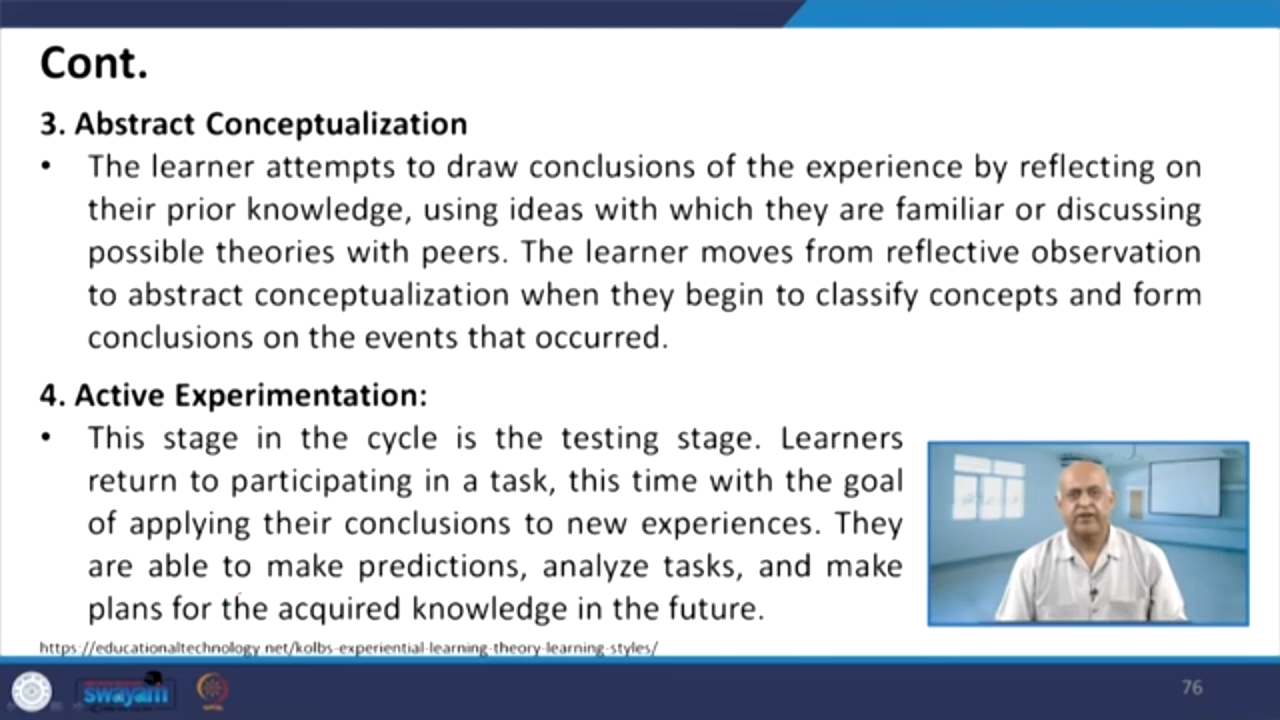 Cont.
3. Abstract Conceptualization
• The learner attempts to draw conclusions of the experience by reflecting on
their prior knowledge, using ideas with which they are familiar or discussing
possible theories with peers. The learner moves from reflective observation
to abstract conceptualization when they begin to classify concepts and form
conclusions on the events that occurred.
4. Active Experimentation:
• This stage in the cycle is the testing stage. Learners
return to participating in a task, this time with the goal
of applying their conclusions to new experiences. They
are able to make predictions, analyze tasks, and make
plans for the acquired knowledge in the future.
https://educationaltechnology.net/kolbs-experiential-learning-theory-learning-styles/
swayam
76